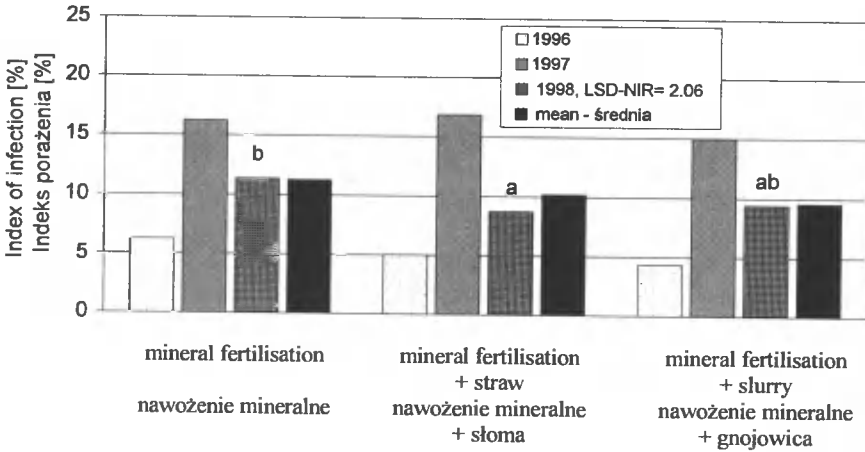 Index of infection [%]
Indeks porażenia [%]
25
20
15
10
5
0
1996
1997
1998, LSD-NIR= 2.06
mean - średnia
b
a
ab
mineral fertilisation
nawożenie mineralne
mineral fertilisation
+ straw
nawożenie mineralne
+ słoma
mineral fertilisation
+ slurry
nawożenie mineralne
+ gnojowica